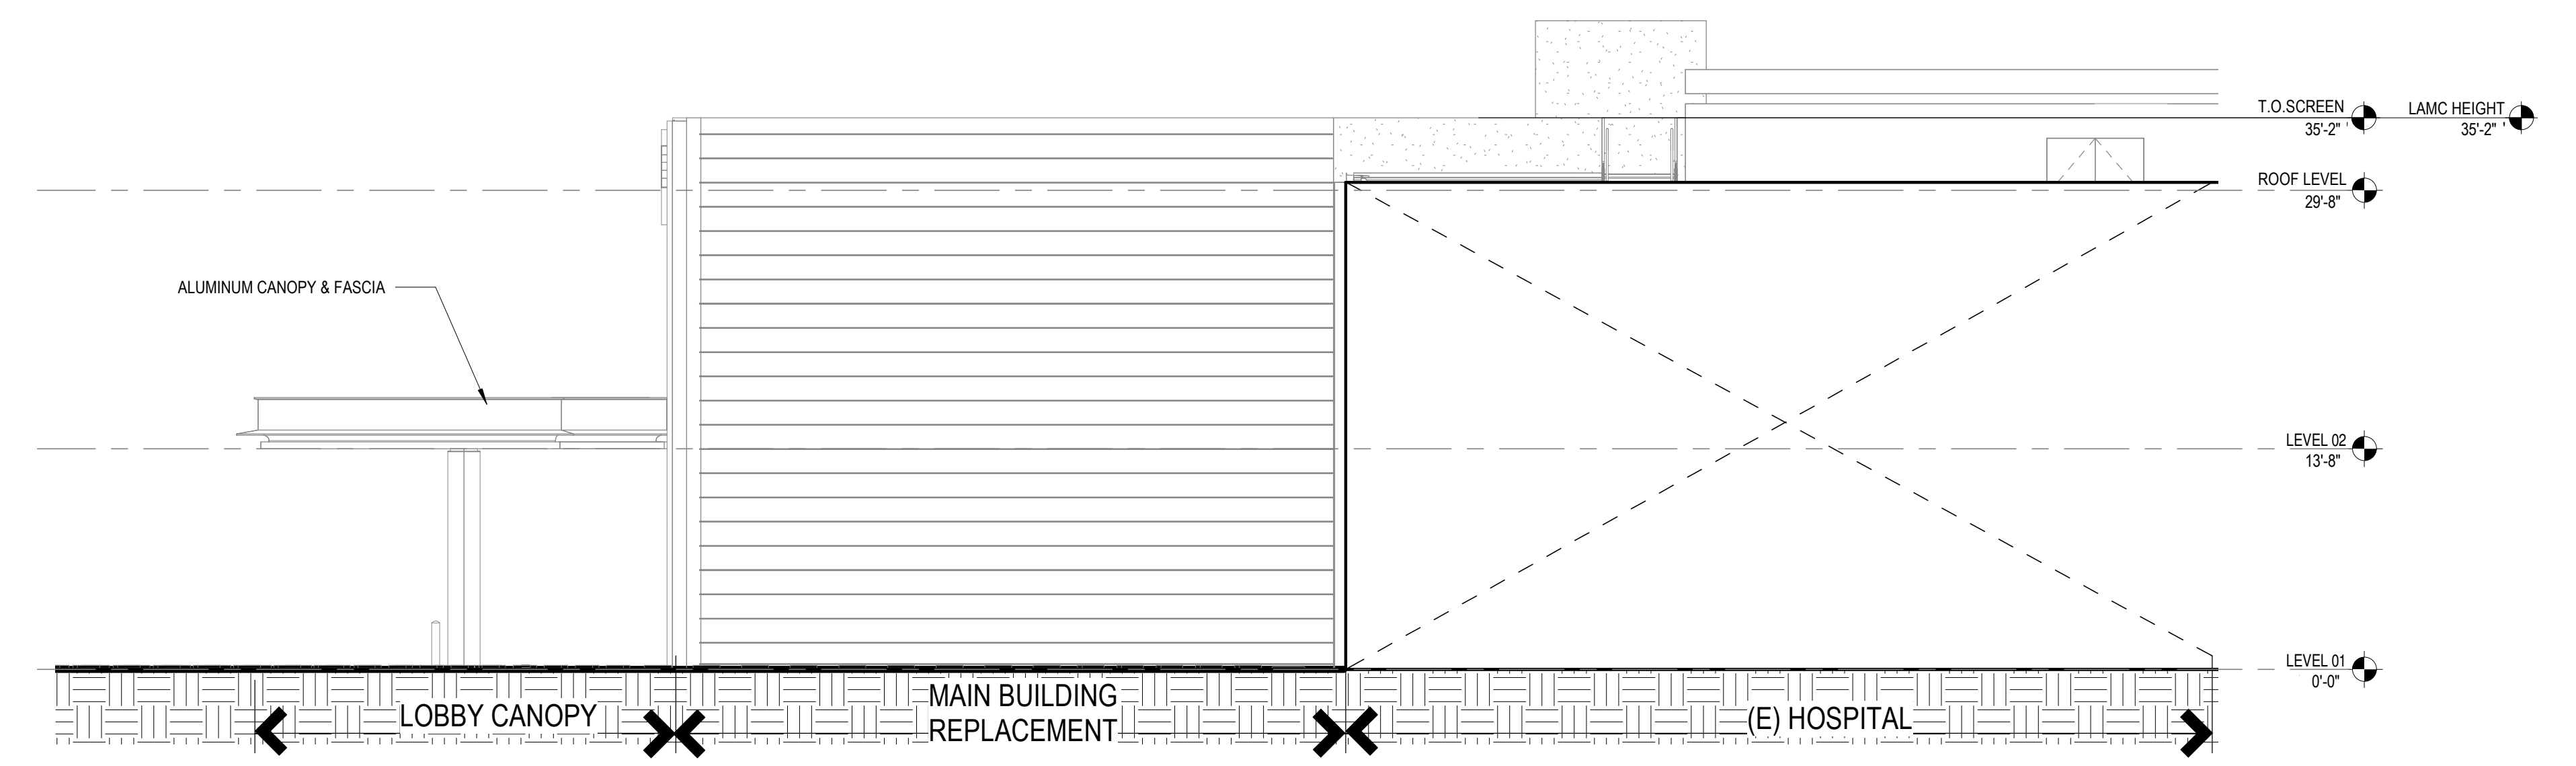 T.O.SCREEN
35'-2" '
LAMC HEIGHT
35'-2" '
ROOF LEVEL
29'-8"
ALUMINUM CANOPY & FASCIA
LEVEL 02
13'-8"
LEVEL 01
0'-0"
LOBBY CANOPY
MAIN BUILDING
REPLACEMENT
(E) HOSPITAL